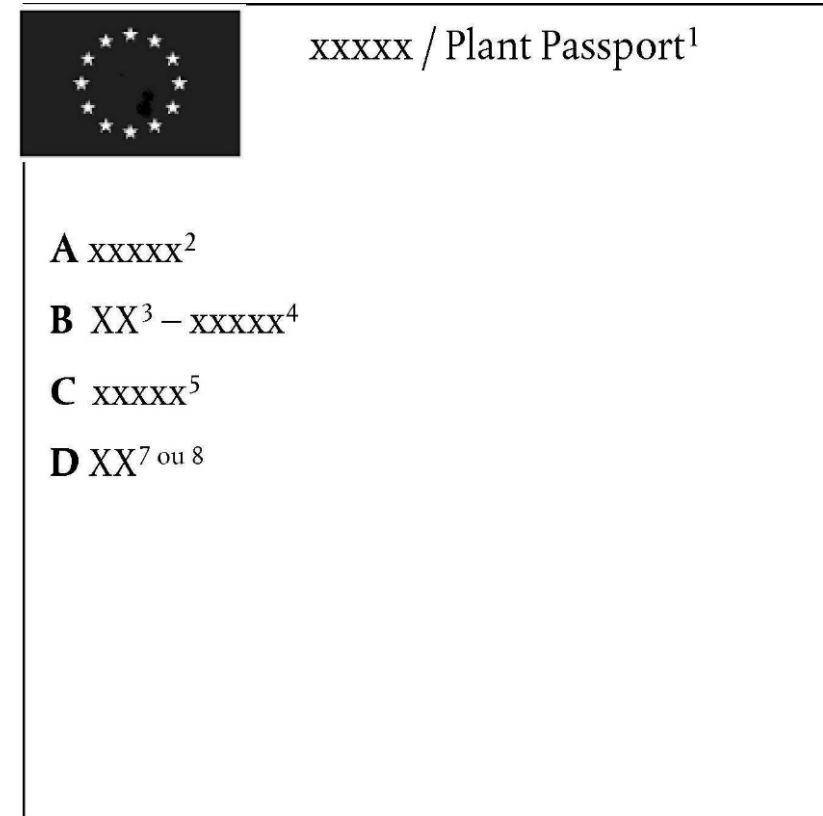 xxxxx / Plant Passport¹
A xxxxx²
B XX³ – xxxxx⁴
C xxxxx⁵
D XX⁷ ᵒᵘ ⁸